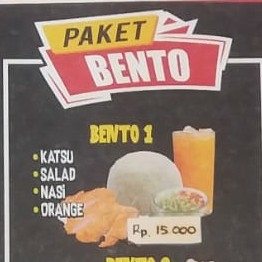 PAKET
BENTO
BENTO 1
• KATSU
• SALAD
• NASI
• ORANGE
Rp. 15.000